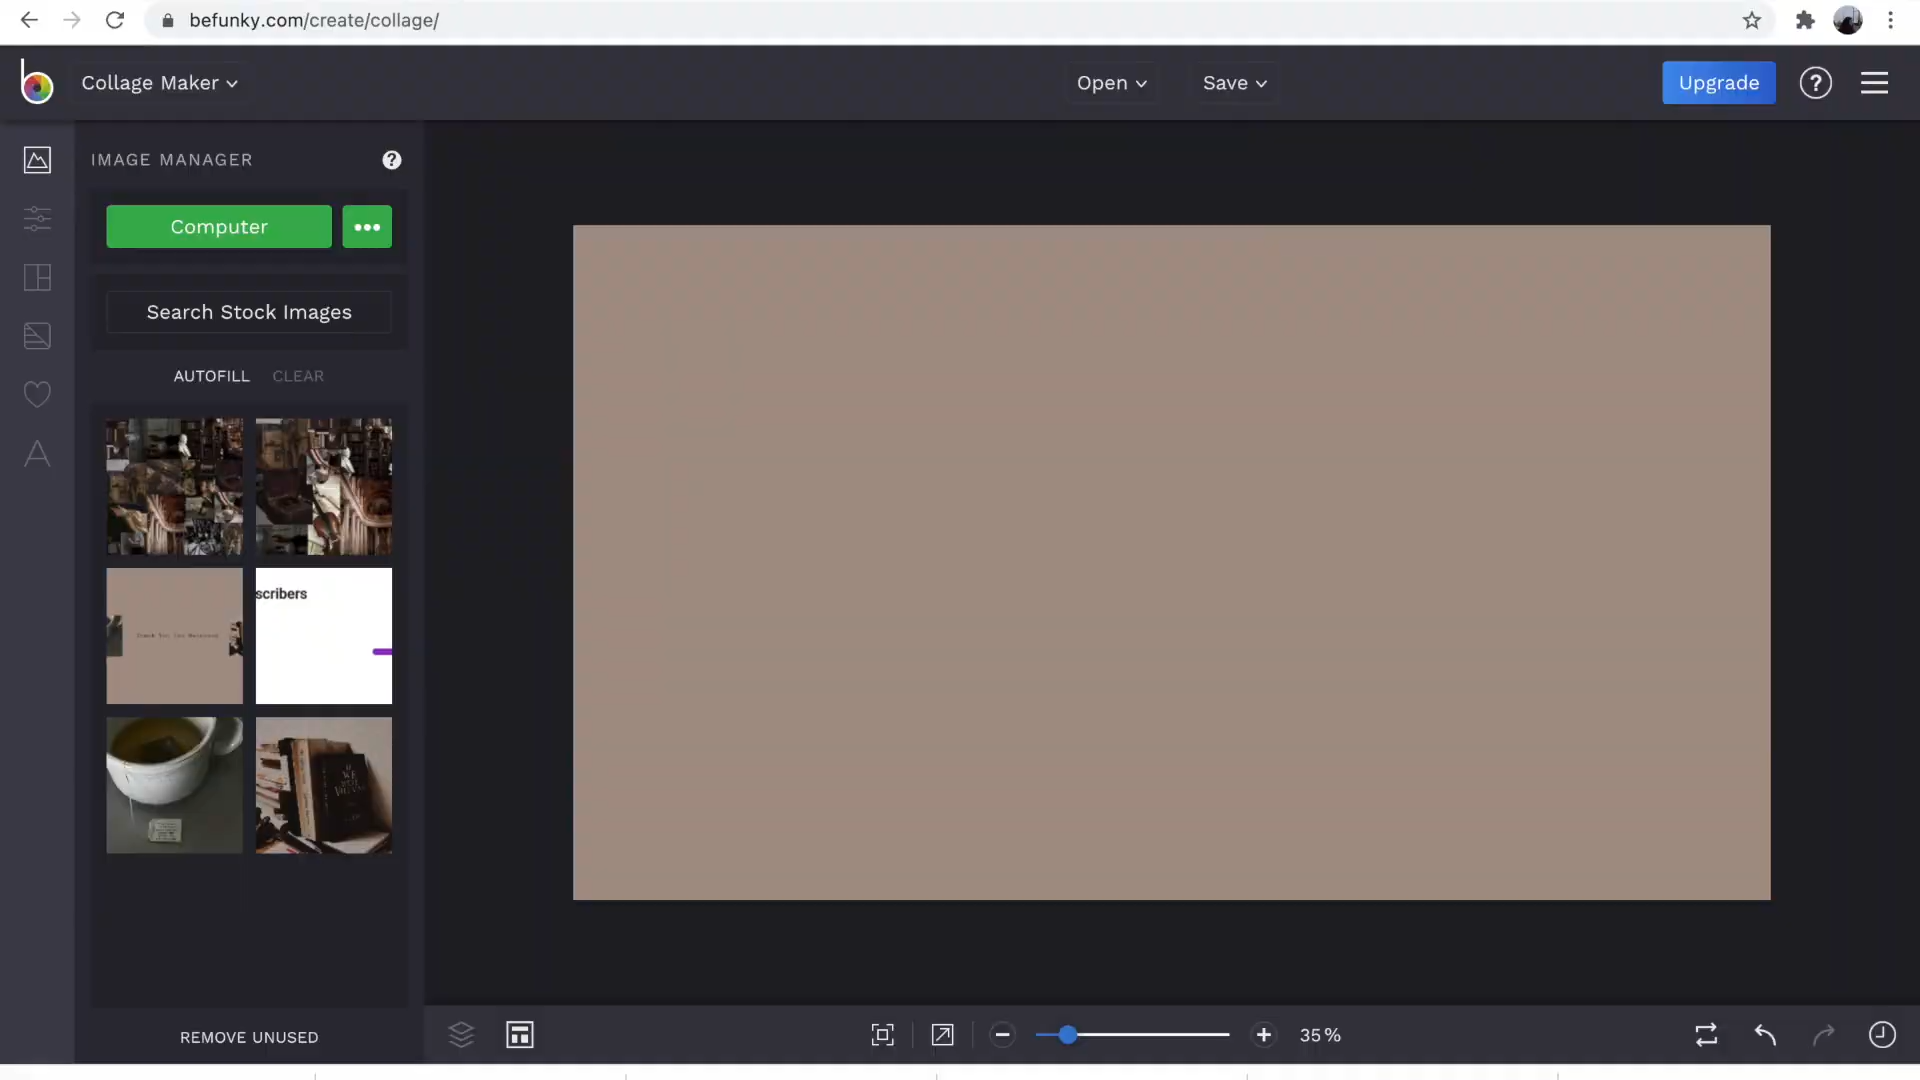 befunky.com/create/collage/
Collage Maker
Open
Save
Upgrade
?
IMAGE MANAGER
?
Computer
Search Stock Images
AUTOFILL CLEAR
scribers
REMOVE UNUSED
35 %